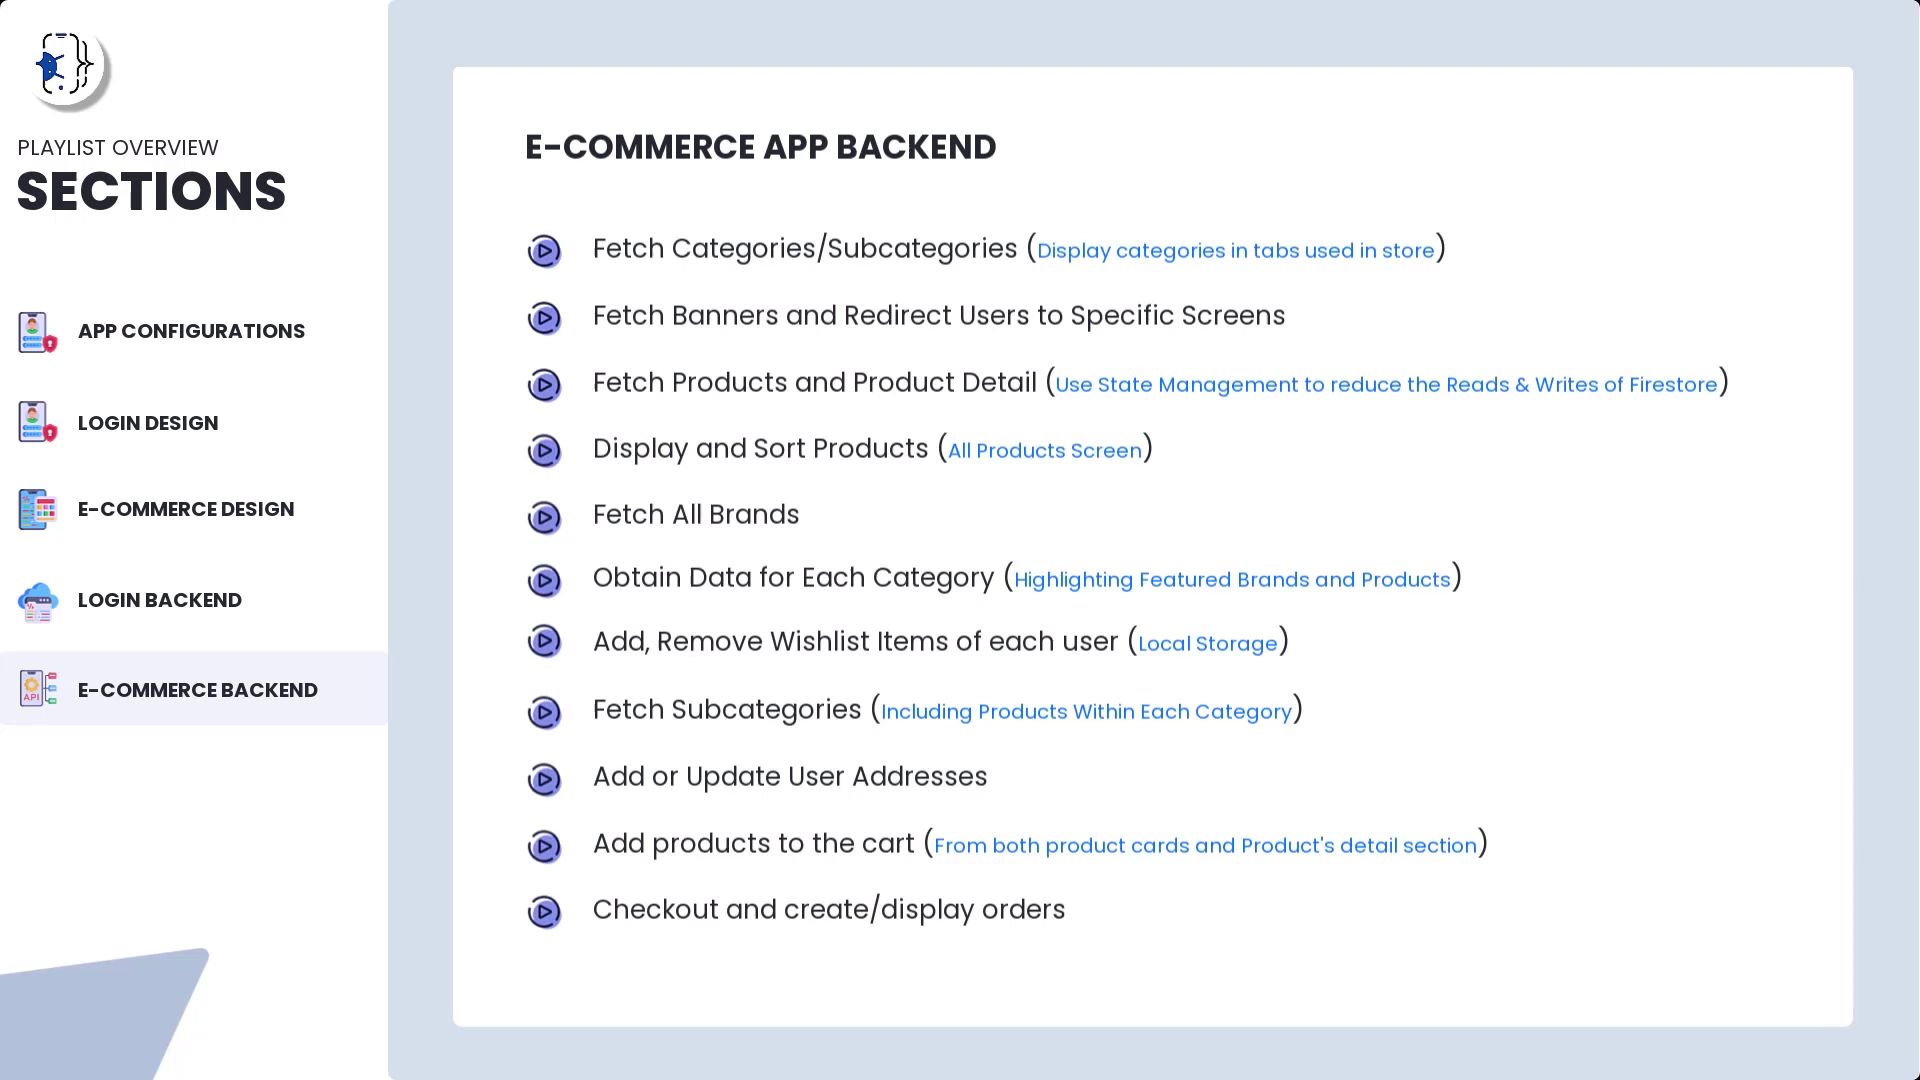 PLAYLIST OVERVIEW
SECTIONS
APP CONFIGURATIONS
LOGIN DESIGN
E-COMMERCE DESIGN
LOGIN BACKEND
API
E-COMMERCE BACKEND
E-COMMERCE APP BACKEND
Fetch Categories/Subcategories (Display categories in tabs used in store)
Fetch Banners and Redirect Users to Specific Screens
Fetch Products and Product Detail (Use State Management to reduce the Reads & Writes of Firestore)
Display and Sort Products (All Products Screen)
Fetch All Brands
Obtain Data for Each Category (Highlighting Featured Brands and Products)
Add, Remove Wishlist Items of each user (Local Storage)
Fetch Subcategories (Including Products Within Each Category)
Add or Update User Addresses
Add products to the cart (From both product cards and Product's detail section)
Checkout and create/display orders